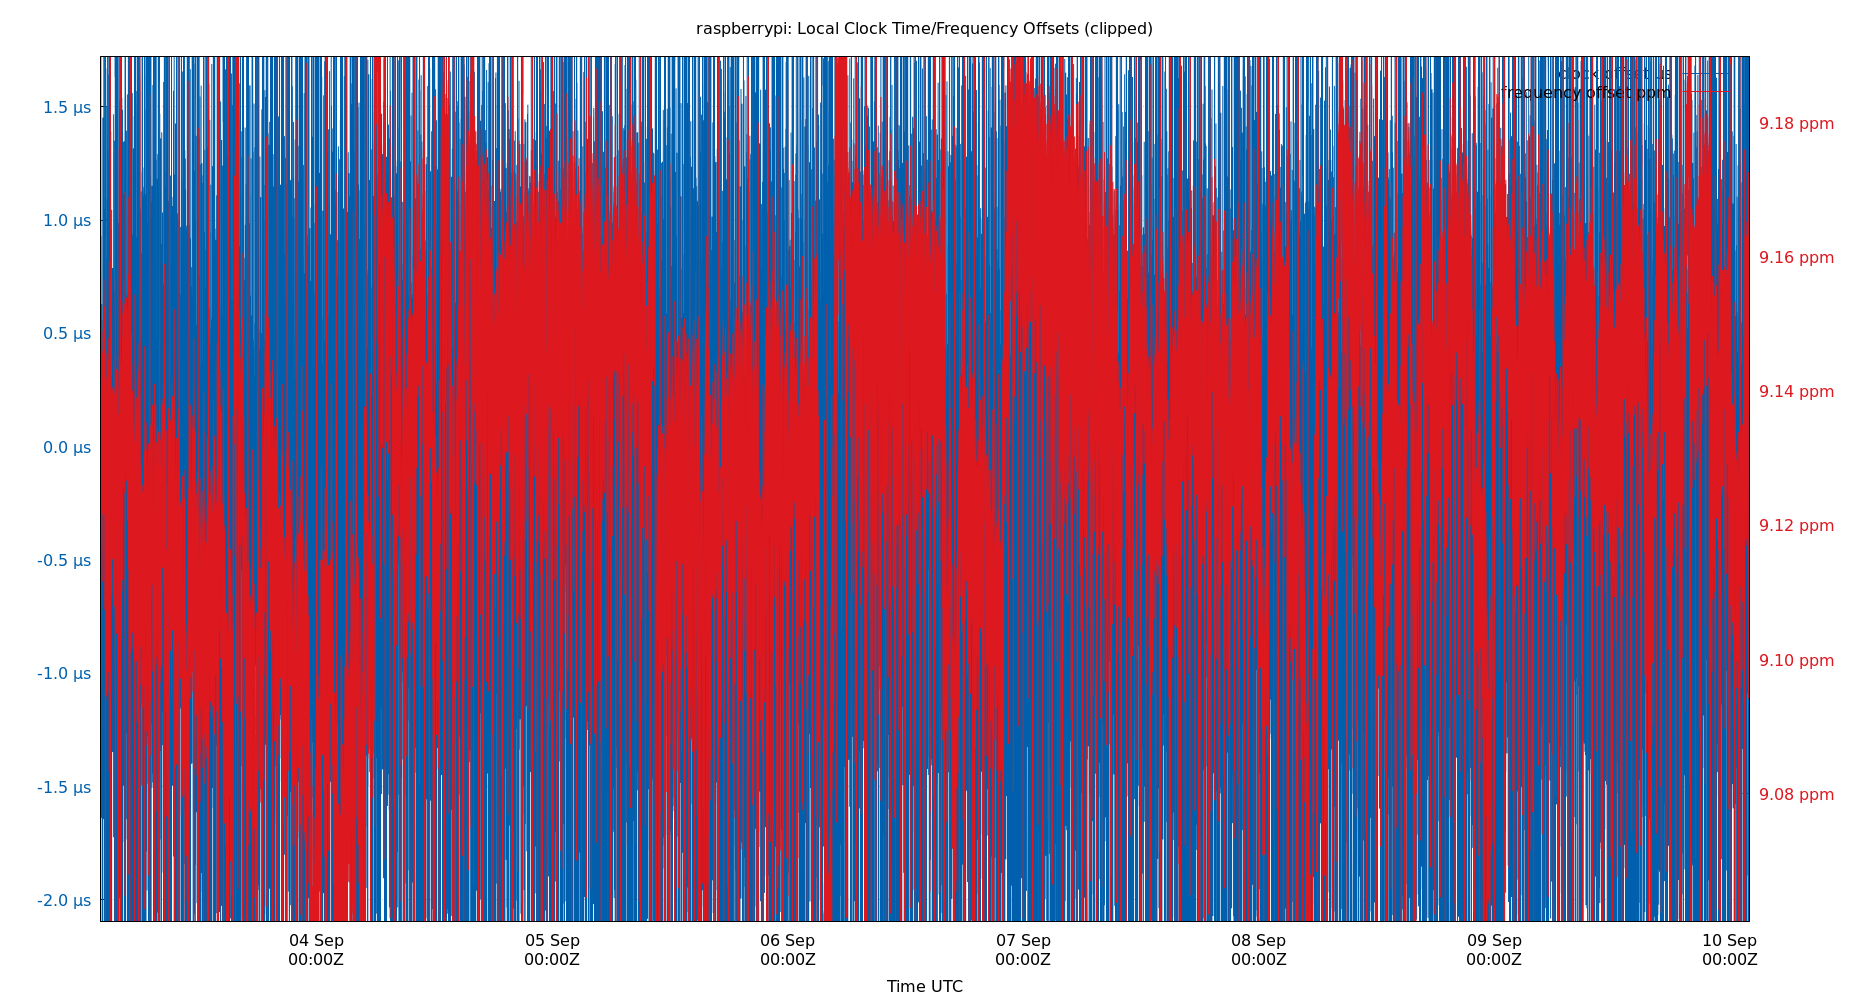 raspberrypi: Local Clock Time/Frequency Offsets (clipped)
clock offset us
frequency offset ppm
1.5 µs
1.0 µs
0.5 µs
0.0 µs
-0.5 µs
-1.0 µs
-1.5 µs
-2.0 µs
9.18 ppm
9.16 ppm
9.14 ppm
9.12 ppm
9.10 ppm
9.08 ppm
04 Sep
00:00Z
05 Sep
00:00Z
06 Sep
00:00Z
07 Sep
00:00Z
08 Sep
00:00Z
09 Sep
00:00Z
10 Sep
00:00Z
Time UTC